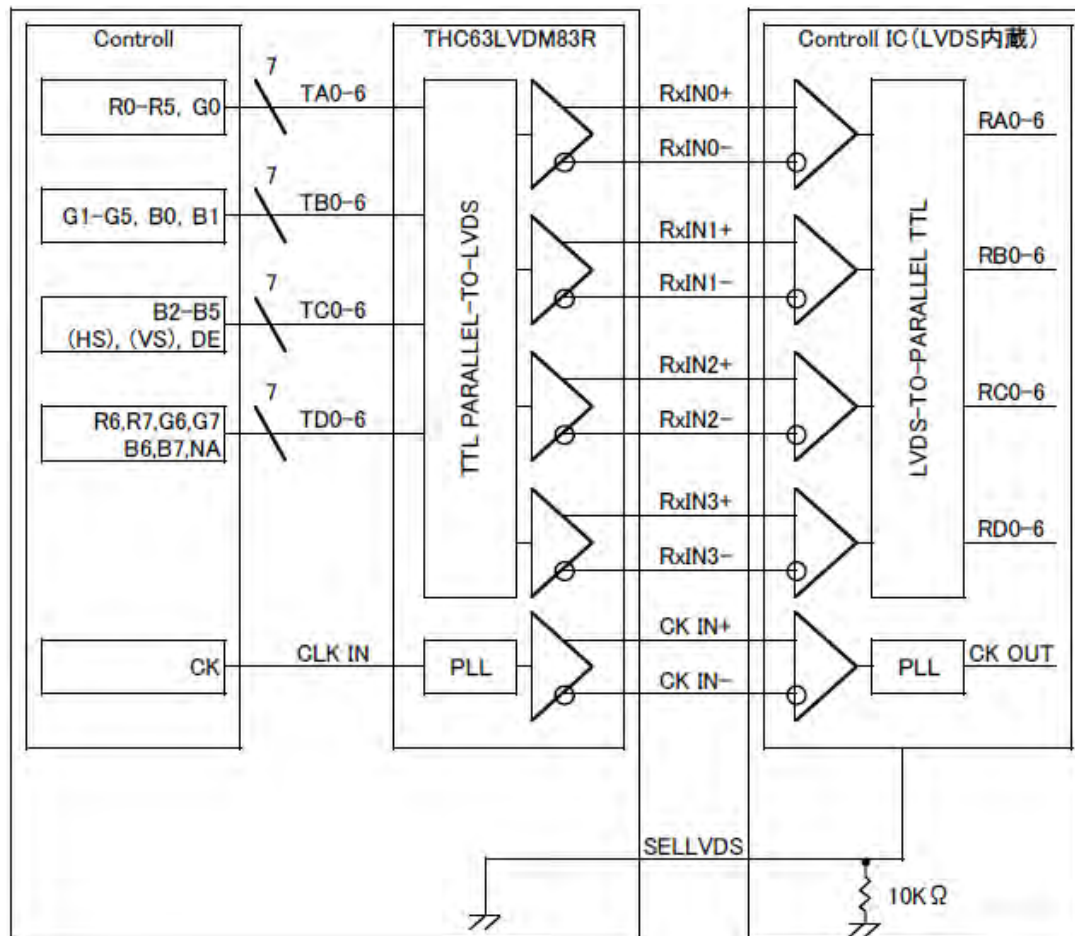 Controll
THC63LVDM83R
Controll IC(LVDS内蔵)
R0-R5, G0
7
TA0-6
RxIN0+
RxIN0-
RA0-6
G1-G5, B0, B1
7
TB0-6
RxIN1+
RxIN1-
RB0-6
B2-B5
(HS), (VS), DE
7
TC0-6
RxIN2+
RxIN2-
RC0-6
R6,R7,G6,G7
B6,B7,NA
7
TD0-6
RxIN3+
RxIN3-
RD0-6
TTL PARALLEL-TO-LVDS
LVDS-TO-PARALLEL TTL
CK
CLK IN
PLL
CK IN+
CK IN-
PLL
CK OUT
SELLVDS
10KΩ